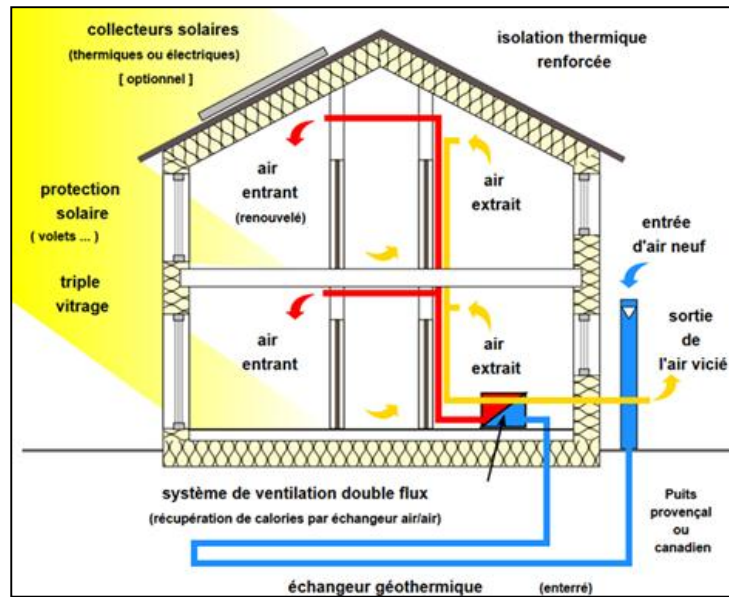 collecteurs solaires
(thermiques ou électriques)
[ optionnel ]
isolation thermique
renforcée
air
entrant
(renouvelé)
air
extrait
protection
solaire
( volets ... )
entrée
d'air neuf
triple
vitrage
sortie
de
l'air vicié
air
entrant
air
extrait
système de ventilation double flux
(récupération de calories par échangeur air/air)
Puits
provençal
ou
canadien
échangeur géothermique (enterré)